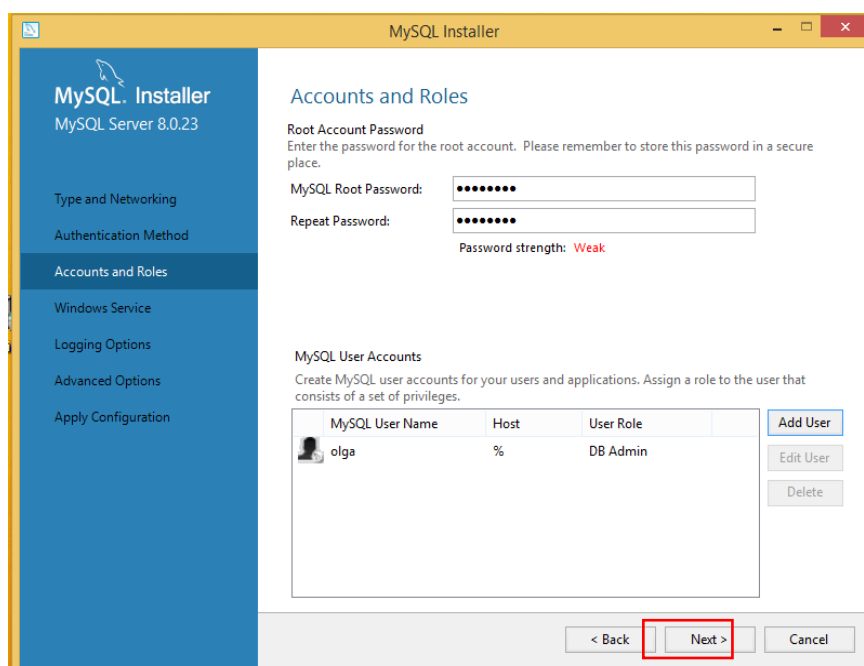 MySQL Installer
MySQL. Installer
MySQL Server 8.0.23
Type and Networking
Authentication Method
Accounts and Roles
Windows Service
Logging Options
Advanced Options
Apply Configuration
Accounts and Roles
Root Account Password
Enter the password for the root account. Please remember to store this password in a secure
place.
MySQL Root Password: ●●●●●●●●
Repeat Password: ●●●●●●●●
Password strength: Weak
MySQL User Accounts
Create MySQL user accounts for your users and applications. Assign a role to the user that
consists of a set of privileges.
MySQL User Name Host User Role
olga % DB Admin
Add User
Edit User
Delete
< Back Next > Cancel